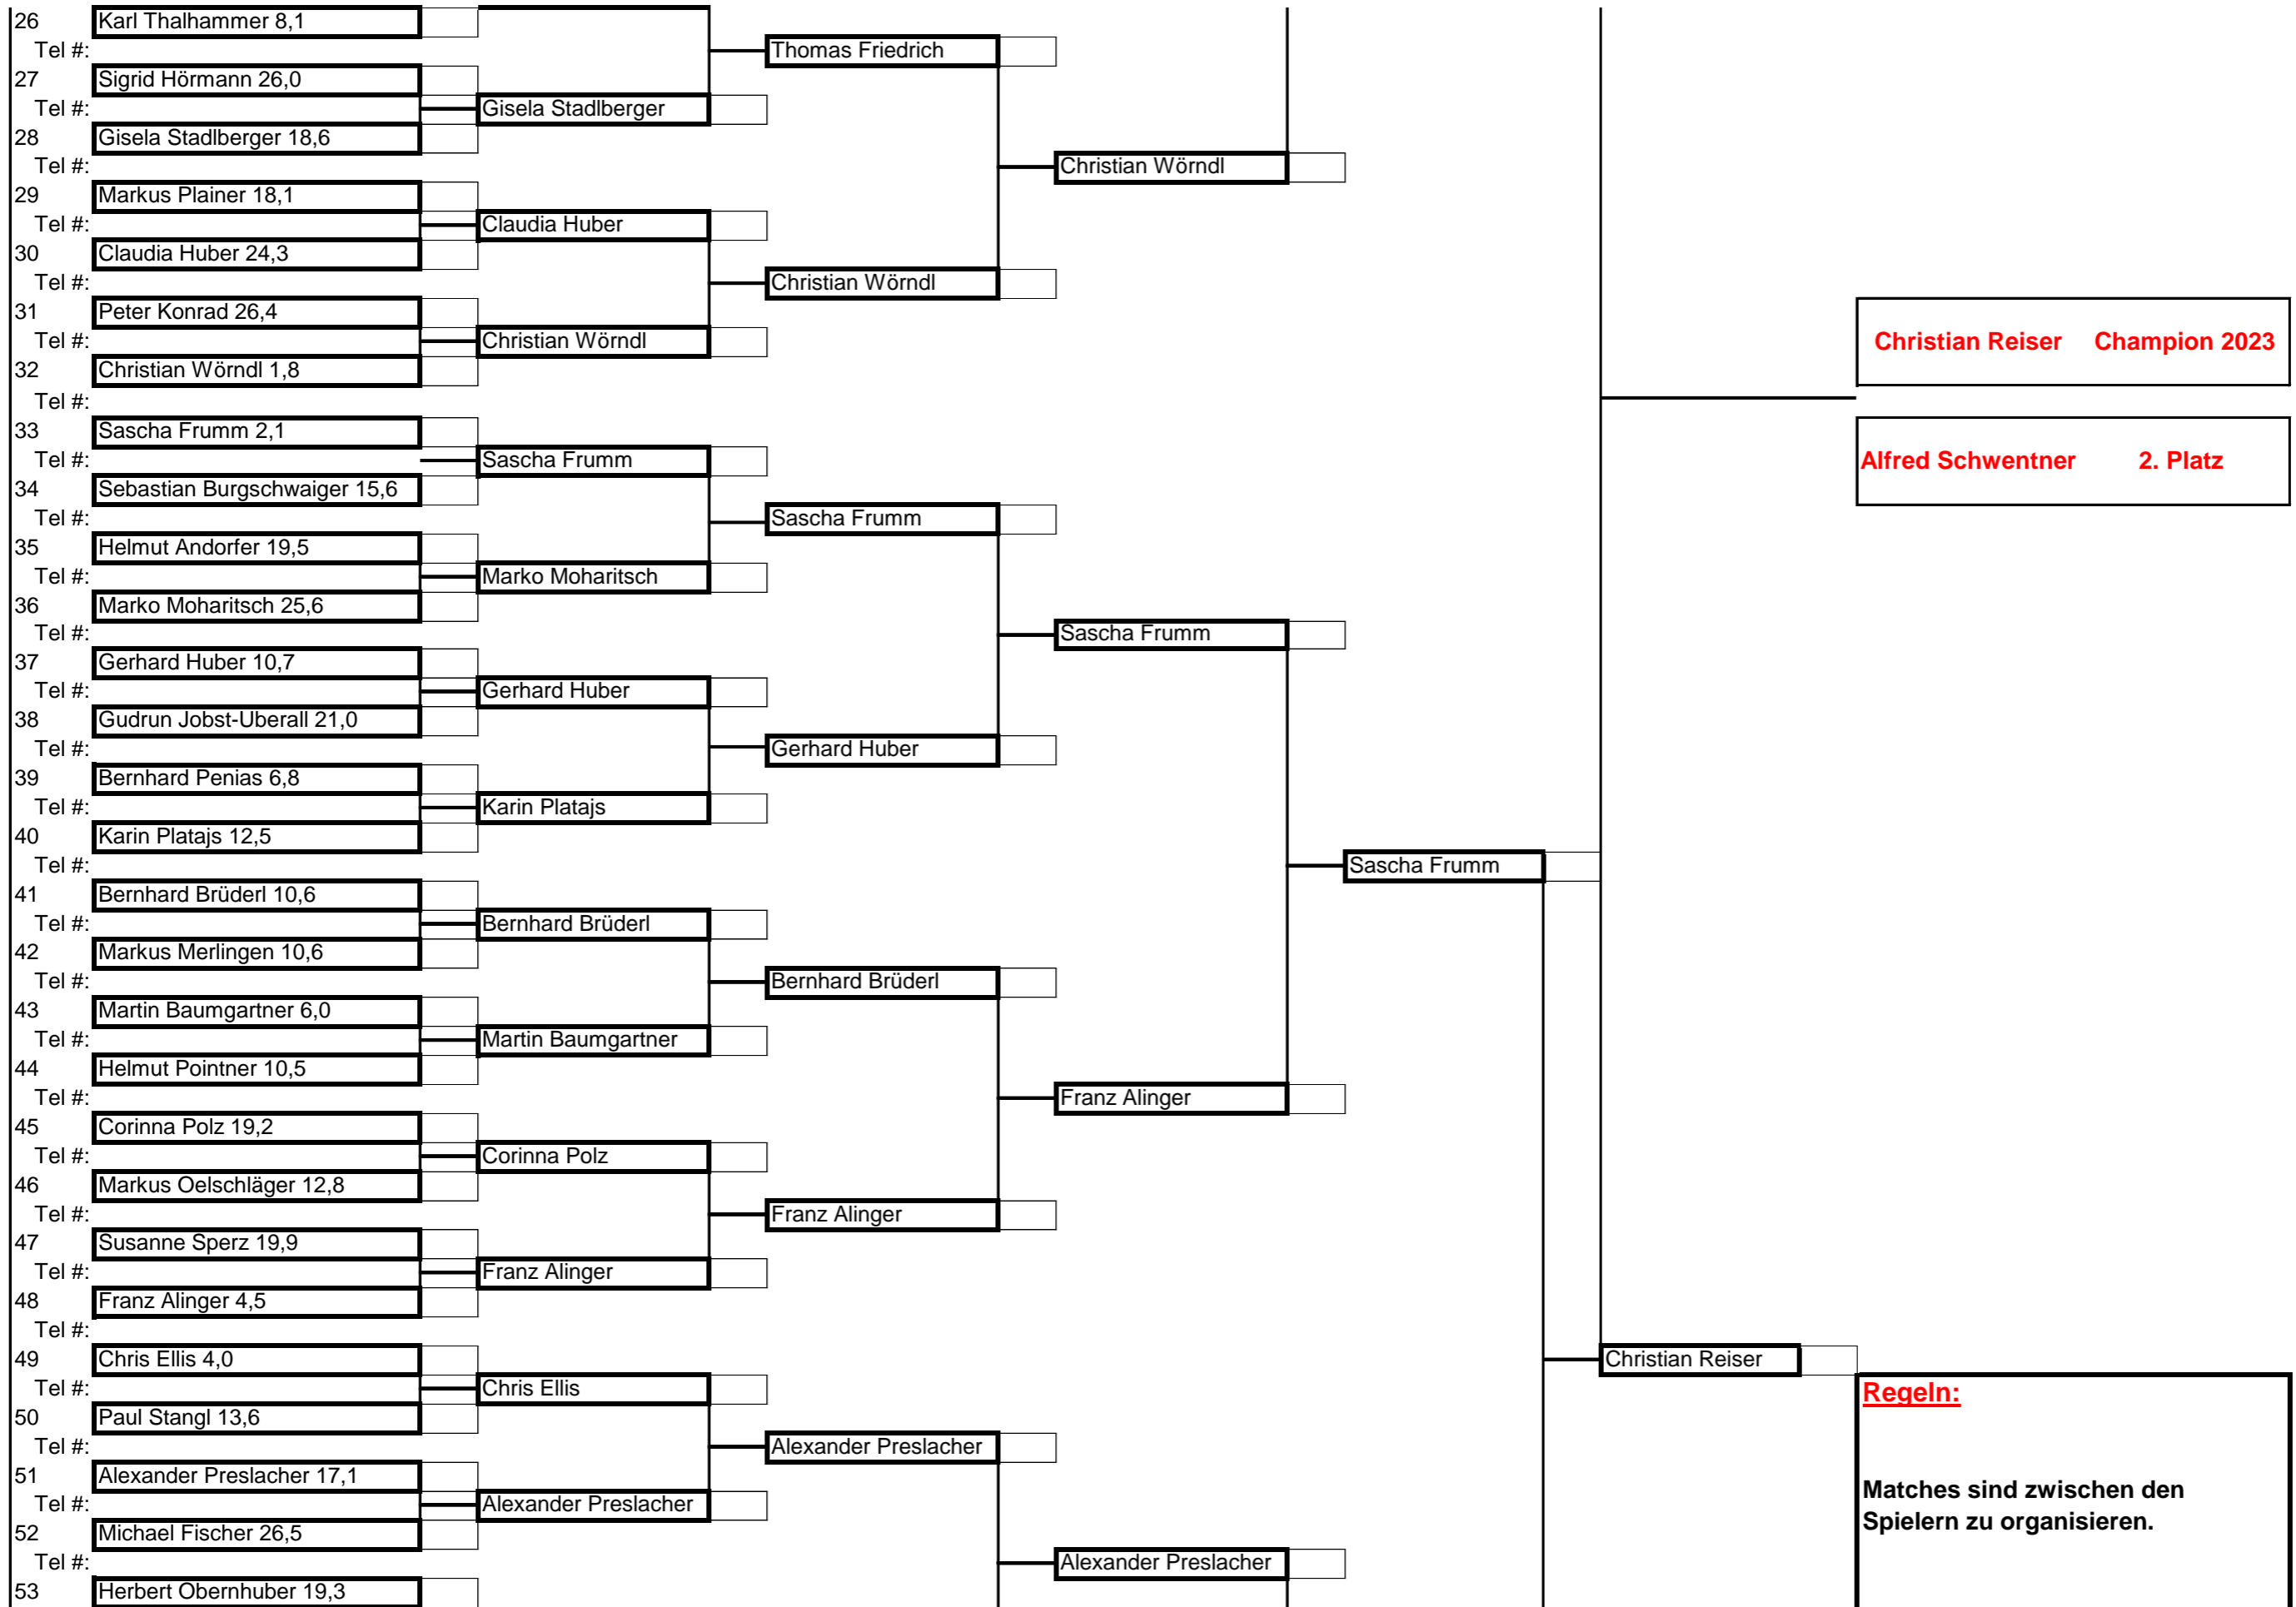 26 Karl Thalhammer 8,1
Tel #: Thomas Friedrich
27 Sigrid Hörmann 26,0
Tel #: Gisela Stadlberger
28 Gisela Stadlberger 18,6
Tel #: Christian Wörndl
29 Markus Plainer 18,1
Tel #: Claudia Huber
30 Claudia Huber 24,3
Tel #: Christian Wörndl
31 Peter Konrad 26,4
Tel #: Christian Wörndl Christian Reiser Champion 2023
32 Christian Wörndl 1,8
Tel #:
33 Sascha Frumm 2,1
Tel #: Sascha Frumm Alfred Schwentner 2. Platz
34 Sebastian Burgschwaiger 15,6
Tel #: Sascha Frumm
35 Helmut Andorfer 19,5
Tel #: Marko Moharitsch
36 Marko Moharitsch 25,6
Tel #: Sascha Frumm
37 Gerhard Huber 10,7
Tel #: Gerhard Huber
38 Gudrun Jobst-Uberall 21,0
Tel #: Gerhard Huber
39 Bernhard Penias 6,8
Tel #: Karin Platajs
40 Karin Platajs 12,5
Tel #: Sascha Frumm
41 Bernhard Brüderl 10,6
Tel #: Bernhard Brüderl
42 Markus Merlingen 10,6
Tel #: Bernhard Brüderl
43 Martin Baumgartner 6,0
Tel #: Martin Baumgartner
44 Helmut Pointner 10,5
Tel #: Franz Alinger
45 Corinna Polz 19,2
Tel #: Corinna Polz
46 Markus Oelschläger 12,8
Tel #: Franz Alinger
47 Susanne Sperz 19,9
Tel #: Franz Alinger
48 Franz Alinger 4,5
Tel #:
49 Chris Ellis 4,0 Christian Reiser
Tel #: Chris Ellis Regeln:
50 Paul Stangl 13,6
Tel #: Alexander Preslacher
51 Alexander Preslacher 17,1
Matches sind zwischen den
Tel #: Alexander Preslacher
Spielern zu organisieren.
52 Michael Fischer 26,5
Tel #: Alexander Preslacher
53 Herbert Obernhuber 19,3